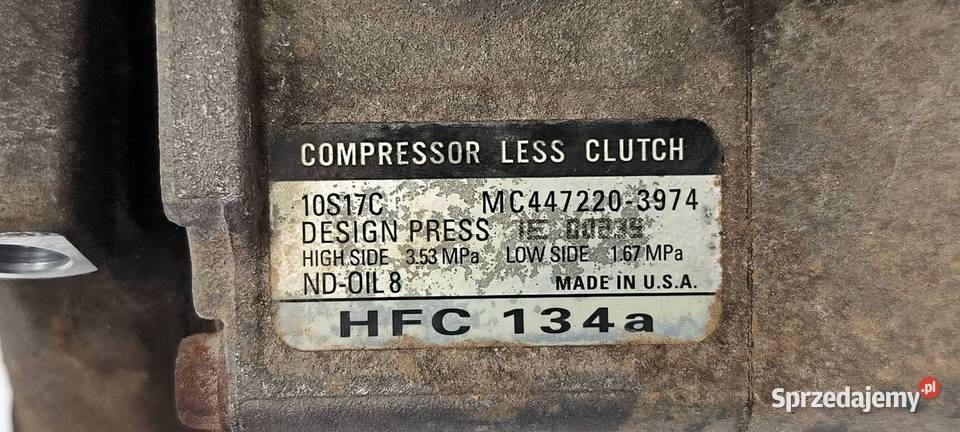 COMPRESSOR LESS CLUTCH
10S17C MC447220-3974
DESIGN PRESS
HIGH SIDE 3.53 MPa LOW SIDE 1.67 MPa
ND-OIL 8 MADE IN U.S.A.
HFC 134a
Sprzedajemy.pl